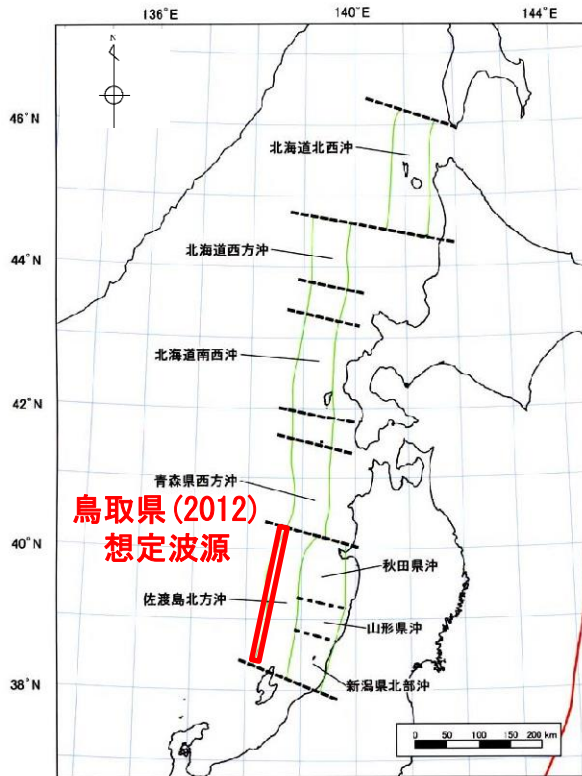 136°E
140°E
144°E
N
46°N
北海道北西沖
北海道西方沖
44°N
北海道南西沖
42°N
青森県西方沖
鳥取県(2012)
想定波源
40°N
秋田県沖
佐渡島北方沖
山形県沖
新潟県北部沖
38°N
0 50 100 150 200 km